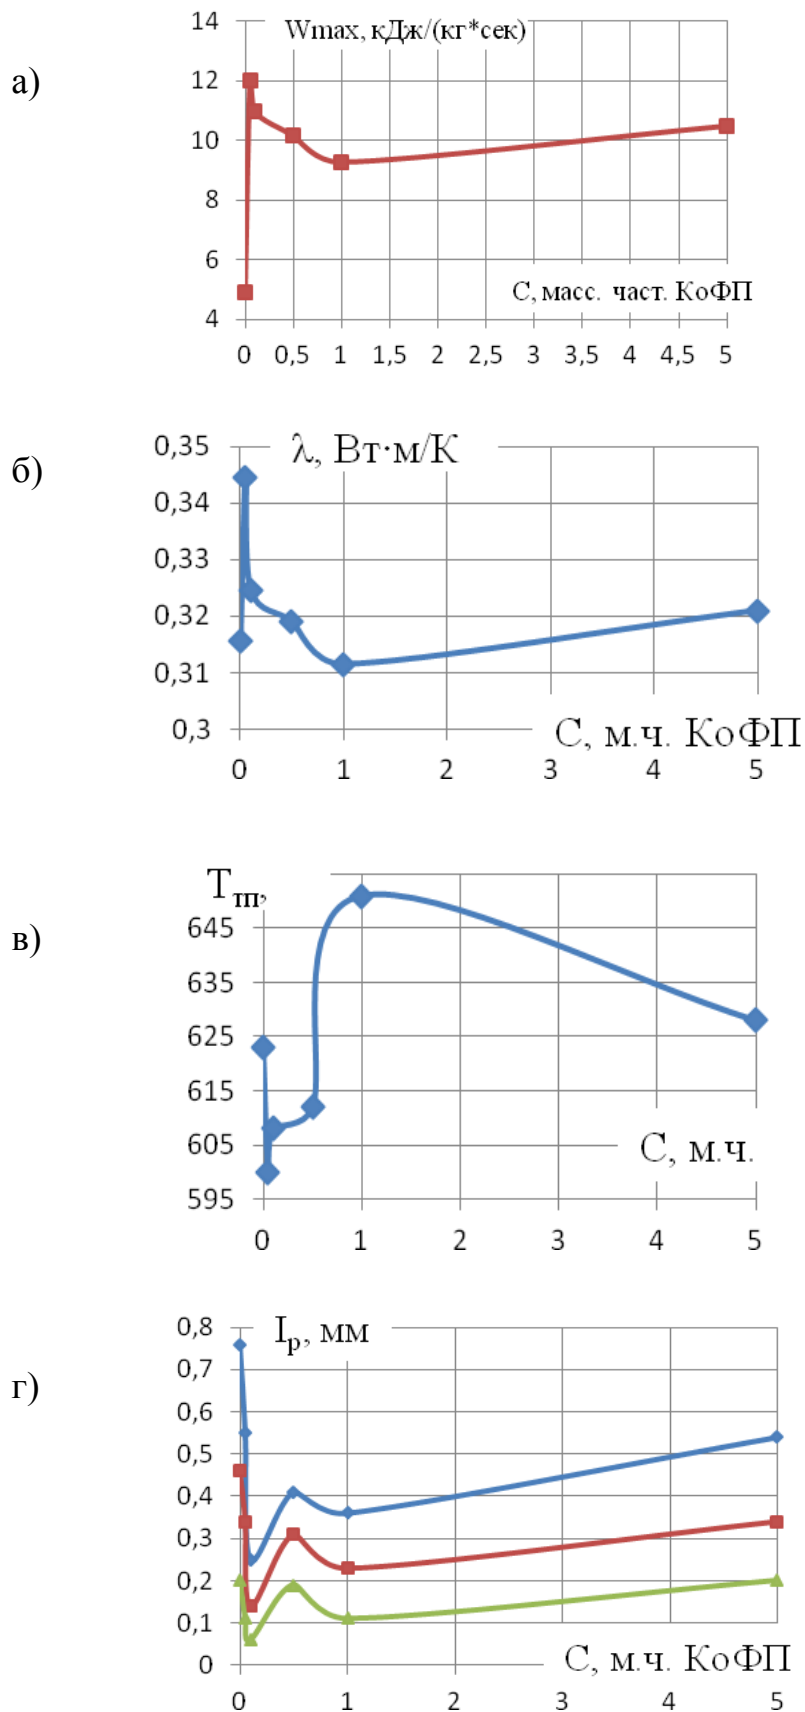 а)
Wmax, кДж/(кг*сек)
14
12
10
8
6
4
С, масс. част. КоФП
0 0,5 1 1,5 2 2,5 3 3,5 4 4,5 5
б)
λ, Вт·м/К
0,35
0,34
0,33
0,32
0,31
0,3
С, м.ч. КоФП
0 1 2 3 4 5
в)
Tтп,
645
635
625
615
605
595
С, м.ч.
0 1 2 3 4 5
г)
Iр, мм
0,8
0,7
0,6
0,5
0,4
0,3
0,2
0,1
0
С, м.ч. КоФП
0 1 2 3 4 5